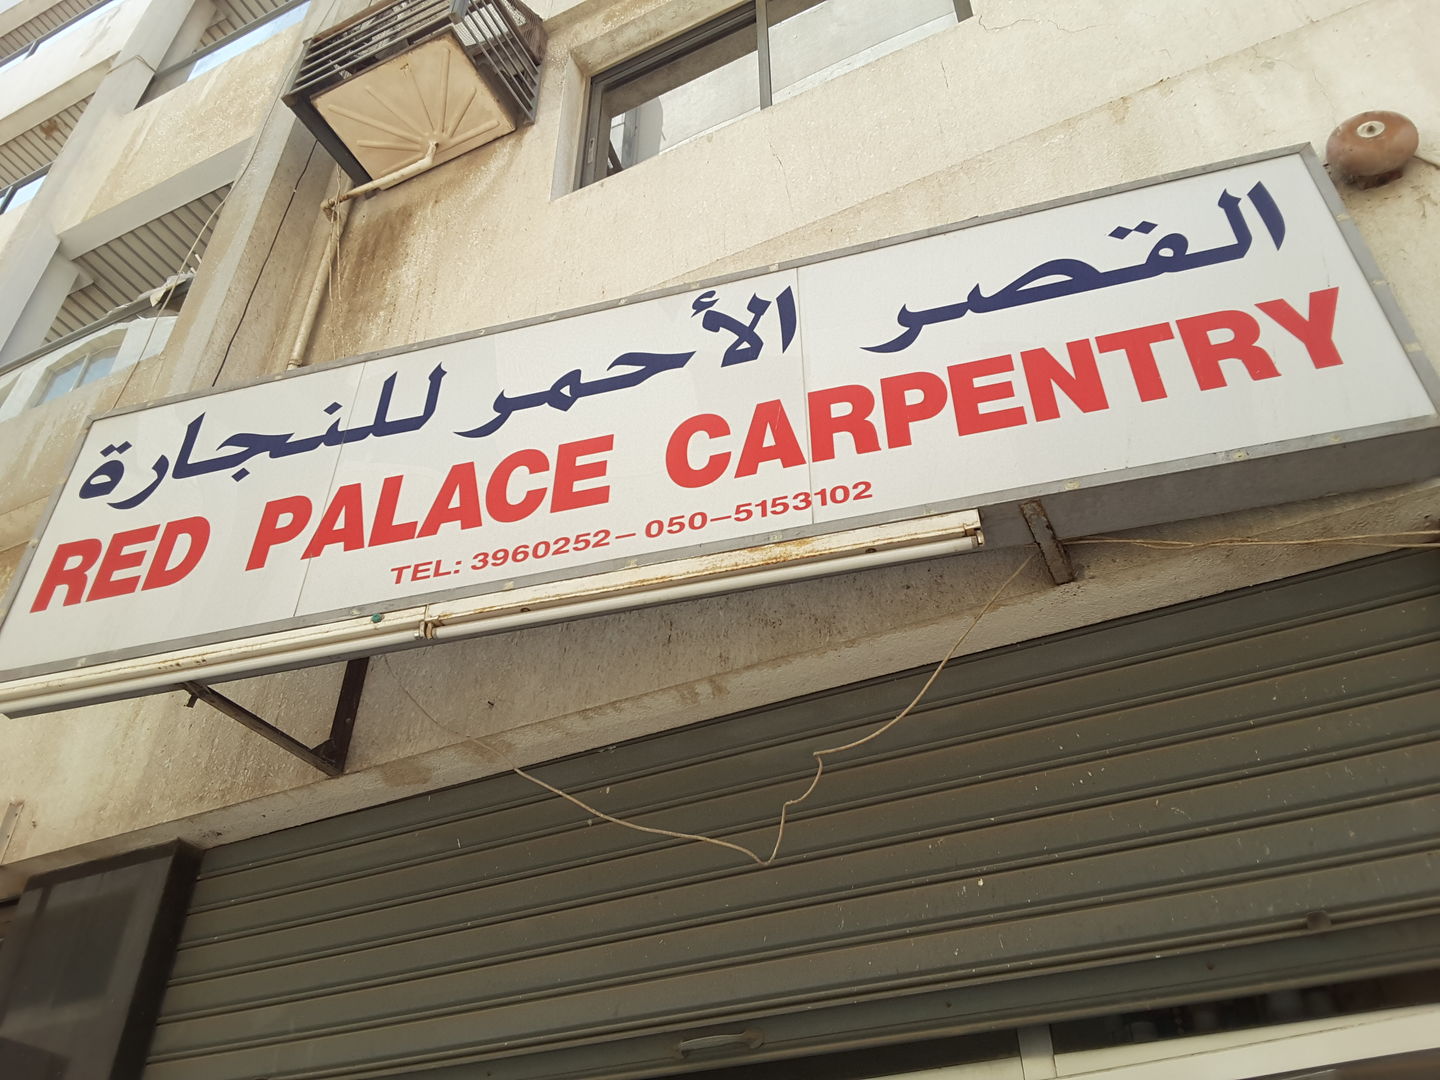 القصر الأحمر للنجارة
RED PALACE CARPENTRY
TEL: 3960252– 050–5153102